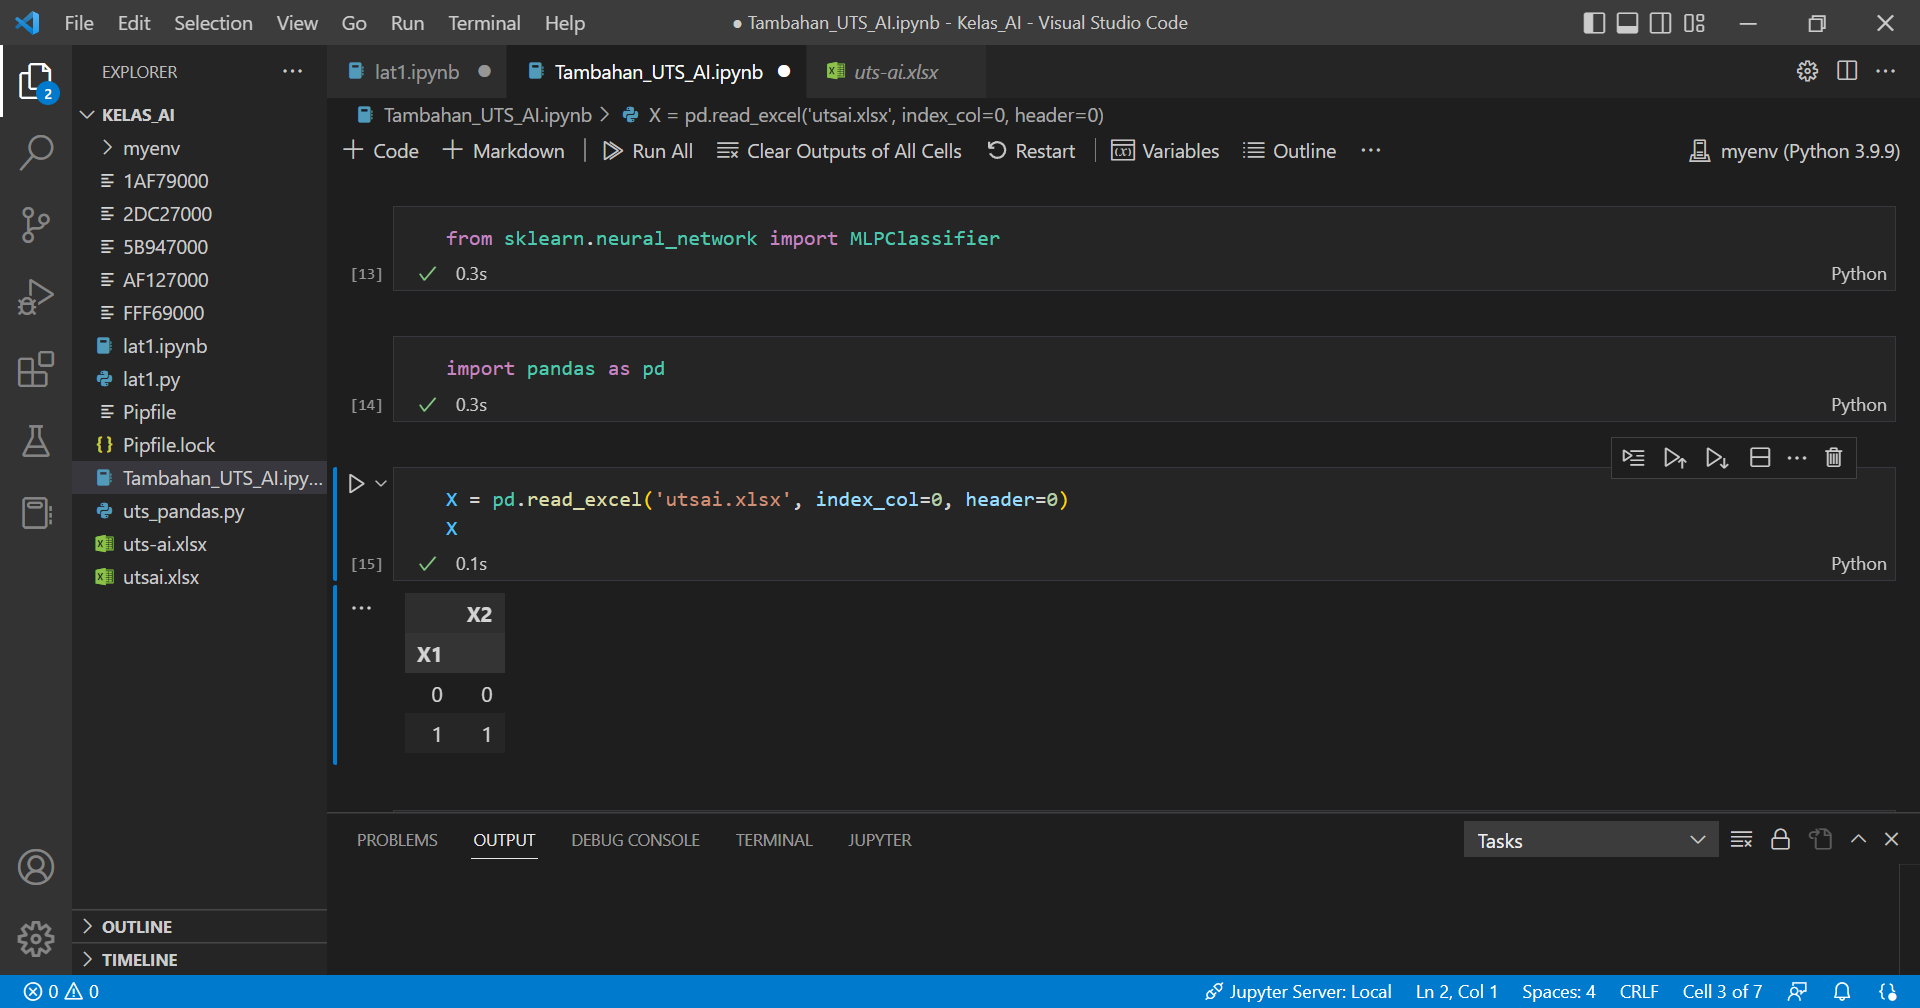 File Edit Selection View Go Run Terminal Help
● Tambahan_UTS_AI.ipynb - Kelas_AI - Visual Studio Code
2
EXPLORER
KELAS_AI
myenv
1AF79000
2DC27000
5B947000
AF127000
FFF69000
lat1.ipynb
lat1.py
Pipfile
Pipfile.lock
Tambahan_UTS_AI.ipy...
uts_pandas.py
uts-ai.xlsx
utsai.xlsx
OUTLINE
TIMELINE
lat1.ipynb Tambahan_UTS_AI.ipynb uts-ai.xlsx
Tambahan_UTS_AI.ipynb > X = pd.read_excel('utsai.xlsx', index_col=0, header=0)
+ Code + Markdown Run All Clear Outputs of All Cells Restart Variables Outline ... myenv (Python 3.9.9)
from sklearn.neural_network import MLPClassifier
[13] 0.3s Python
import pandas as pd
[14] 0.3s Python
X = pd.read_excel('utsai.xlsx', index_col=0, header=0)
X
[15] 0.1s Python
X2
X1
0 0
1 1
PROBLEMS OUTPUT DEBUG CONSOLE TERMINAL JUPYTER Tasks
0 0 Jupyter Server: Local Ln 2, Col 1 Spaces: 4 CRLF Cell 3 of 7